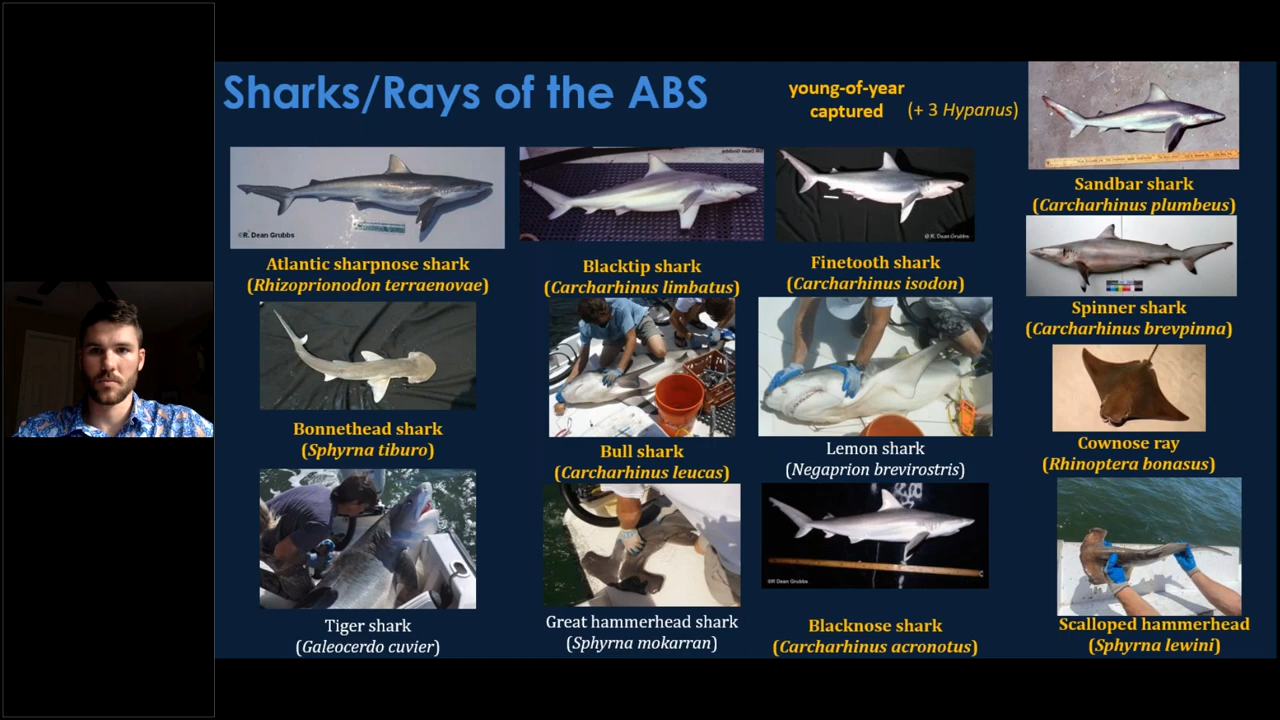 Sharks/Rays of the ABS
young-of-year
captured
(+ 3 Hypanus)
©R. Dean Grubbs
Atlantic sharpnose shark
(Rhizoprionodon terraenovae)
Blacktip shark
(Carcharhinus limbatus)
© R. Dean Grubbs
Finetooth shark
(Carcharhinus isodon)
Sandbar shark
(Carcharhinus plumbeus)
Spinner shark
(Carcharhinus brevpinna)
Bonnethead shark
(Sphyrna tiburo)
Bull shark
(Carcharhinus leucas)
Lemon shark
(Negaprion brevirostris)
Cownose ray
(Rhinoptera bonasus)
Tiger shark
(Galeocerdo cuvier)
Great hammerhead shark
(Sphyrna mokarran)
©R Dean Grubbs
Blacknose shark
(Carcharhinus acronotus)
Scalloped hammerhead
(Sphyrna lewini)